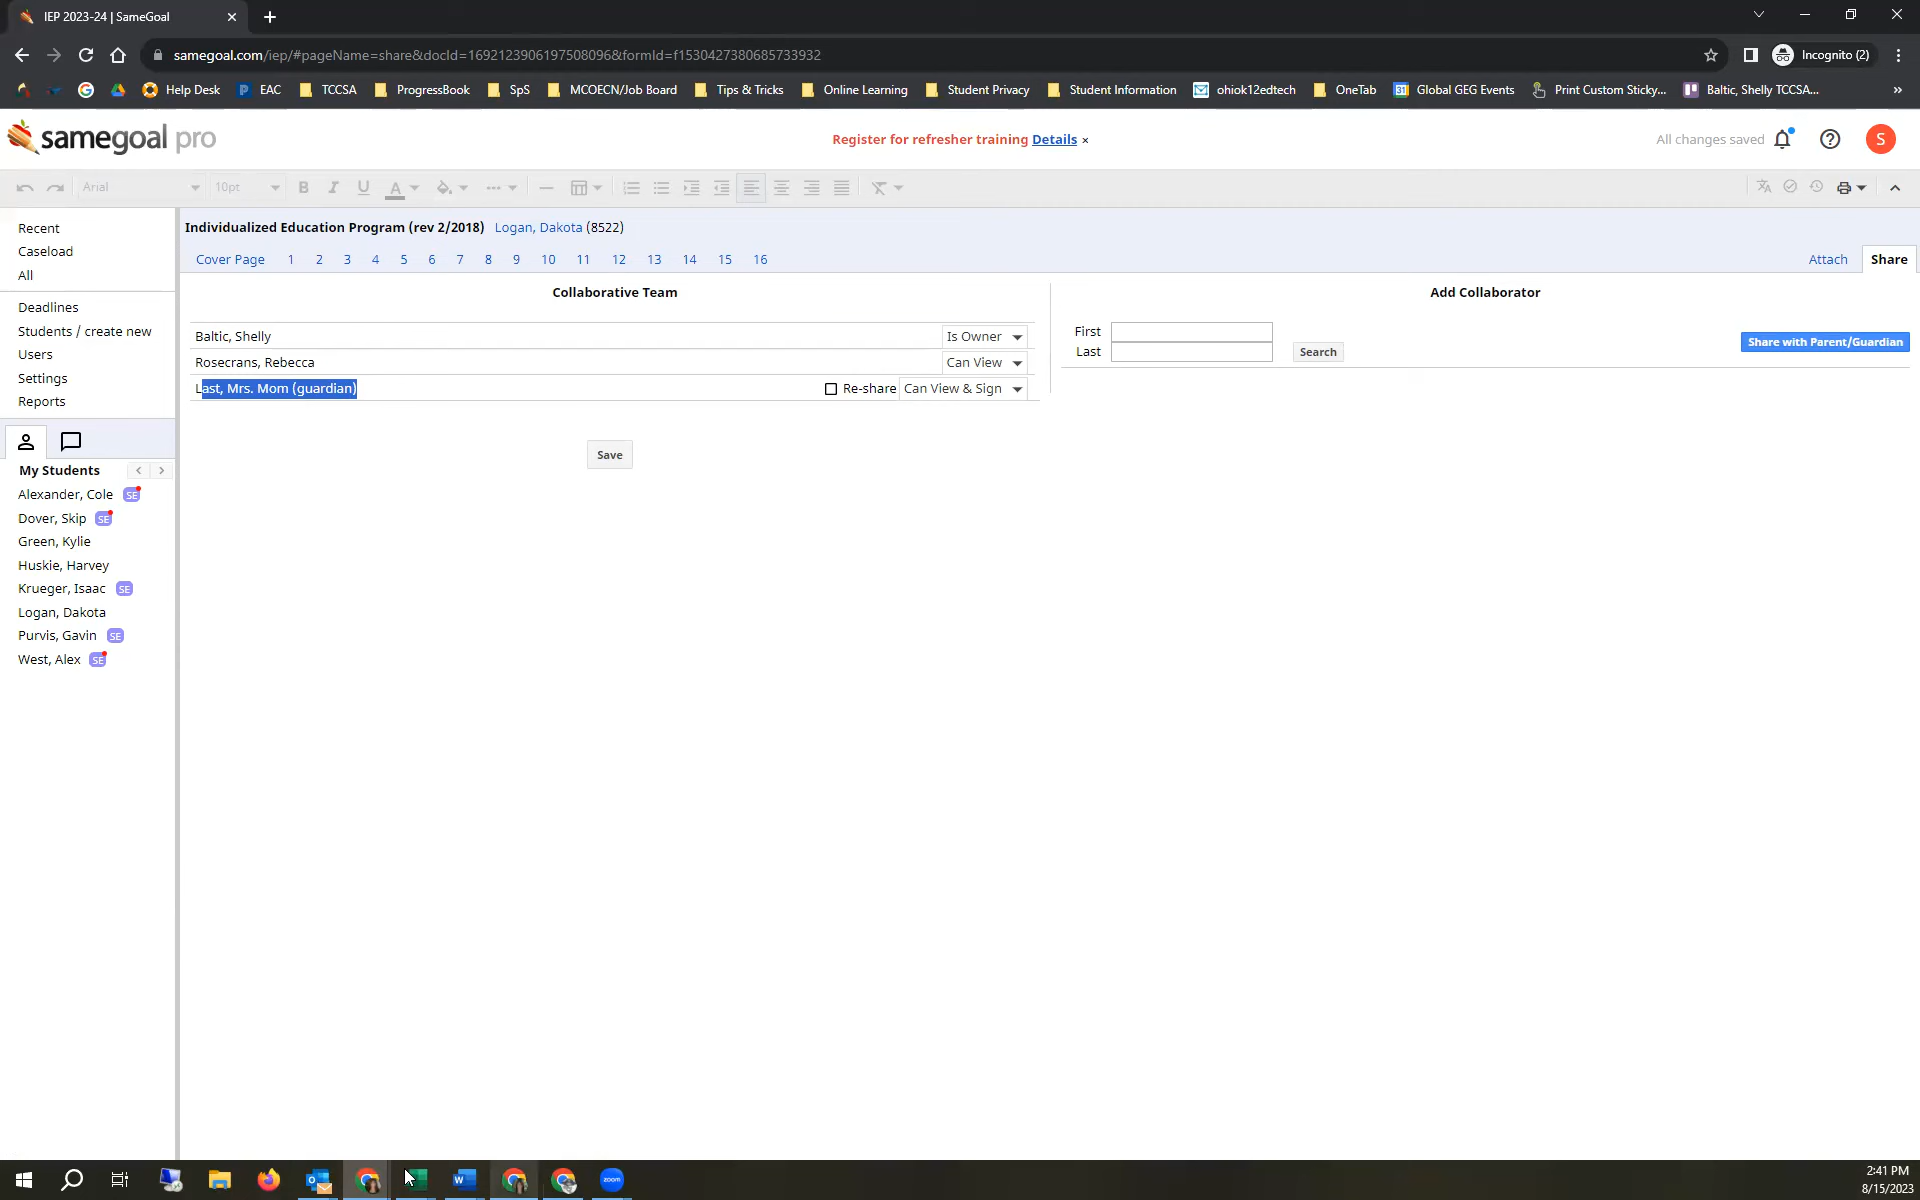 IEP 2023-24 | SameGoal
samegoal.com/iep/#pageName=share&docId=1692123906197508096&formId=f1530427380685733932
Incognito (2)
Help Desk
EAC
TCCSA
ProgressBook
SpS
MCOECN/Job Board
Tips & Tricks
Online Learning
Student Privacy
Student Information
ohiok12edtech
OneTab
Global GEG Events
Print Custom Sticky...
Baltic, Shelly TCCSA...
samegoal pro
Register for refresher training Details ×
All changes saved
S
Arial
10pt
Recent
Caseload
All
Deadlines
Students / create new
Users
Settings
Reports
My Students
Alexander, Cole SE
Dover, Skip SE
Green, Kylie
Huskie, Harvey
Krueger, Isaac SE
Logan, Dakota
Purvis, Gavin SE
West, Alex SE
Individualized Education Program (rev 2/2018) Logan, Dakota (8522)
Cover Page 1 2 3 4 5 6 7 8 9 10 11 12 13 14 15 16 Attach Share
Collaborative Team
Baltic, Shelly Is Owner
Rosecrans, Rebecca Can View
Last, Mrs. Mom (guardian) Re-share Can View & Sign
Save
Add Collaborator
First
Last
Search
Share with Parent/Guardian
zoom
2:41 PM
8/15/2023